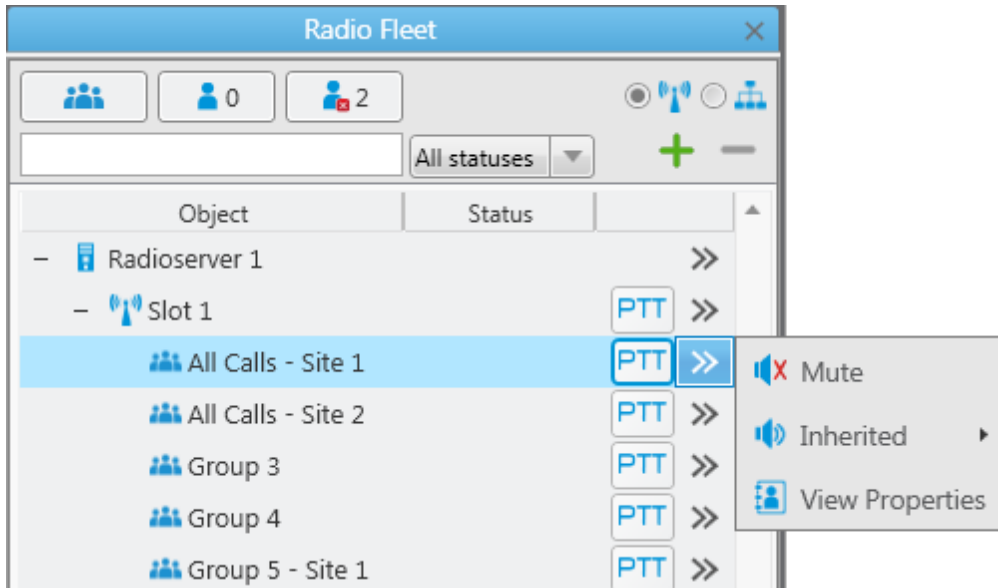 Radio Fleet
0
2
All statuses
Object Status
Radioserver 1
Slot 1 PTT
All Calls - Site 1 PTT
Mute
All Calls - Site 2 PTT
Inherited
Group 3 PTT
View Properties
Group 4 PTT
Group 5 - Site 1 PTT